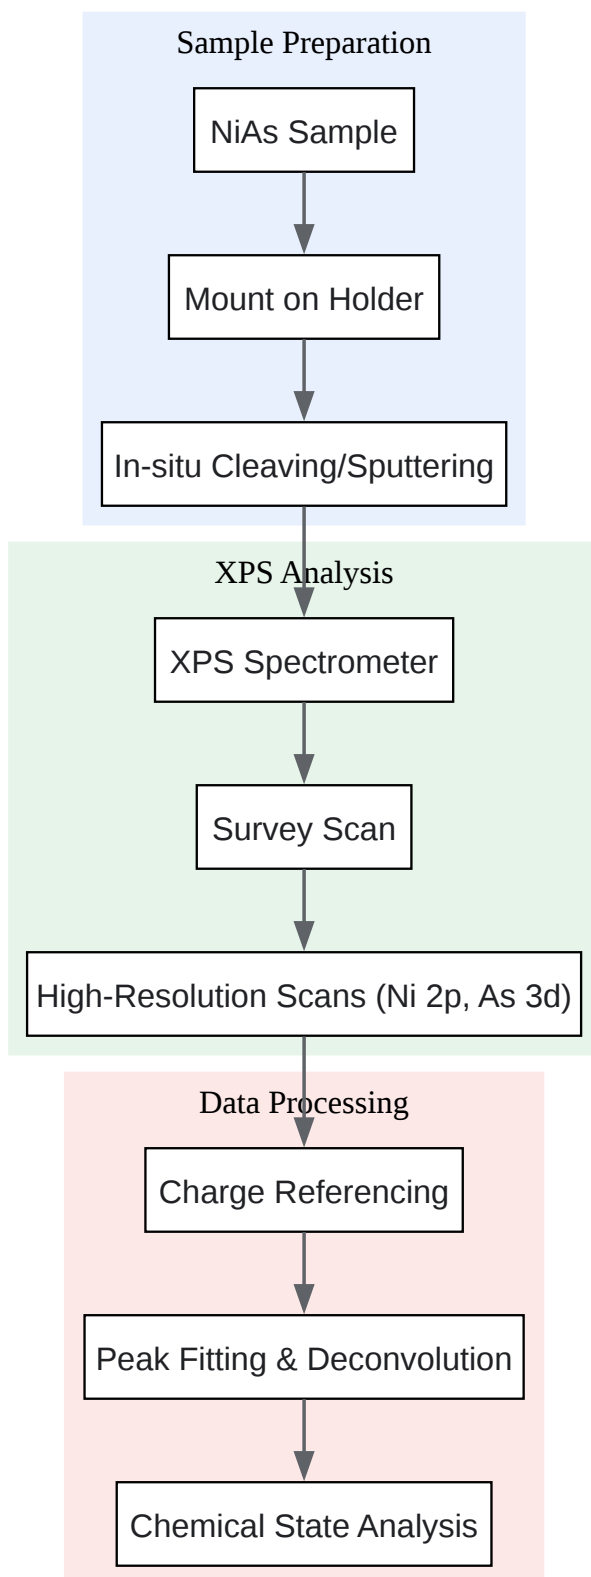 Sample Preparation
NiAs Sample
Mount on Holder
In-situ Cleaving/Sputtering
XPS Analysis
XPS Spectrometer
Survey Scan
High-Resolution Scans (Ni 2p, As 3d)
Data Processing
Charge Referencing
Peak Fitting & Deconvolution
Chemical State Analysis